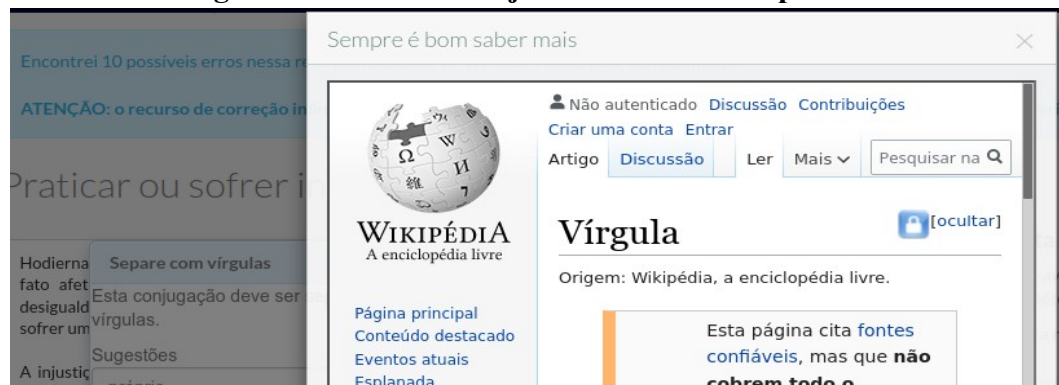 Sempre é bom saber mais
Encontrei 10 possíveis erros nessa
ATENÇÃO: o recurso de correção
Praticar ou sofrer
Hodierna
fato afet
desiguald
sofrer um
A injustiç
Separe com vírgulas
Esta conjugação deve ser
vírgulas.
Sugestões
WIKIPÉDIA
A enciclopédia livre
Página principal
Conteúdo destacado
Eventos atuais
Esplanada
Não autenticado Discussão Contribuições
Criar uma conta Entrar
Artigo Discussão Ler Mais Pesquisar na
Vírgula
[ocultar]
Origem: Wikipédia, a enciclopédia livre.
Esta página cita fontes
confiáveis, mas que não
cobrem todo o